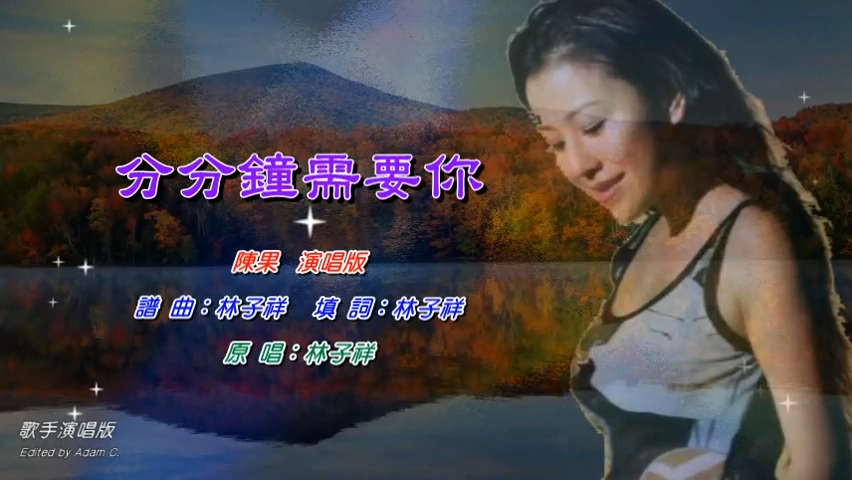 分分鐘需要你
陳果 演唱版
譜 曲：林子祥 填 詞：林子祥
原 唱：林子祥
歌手演唱版
Edited by Adam C.